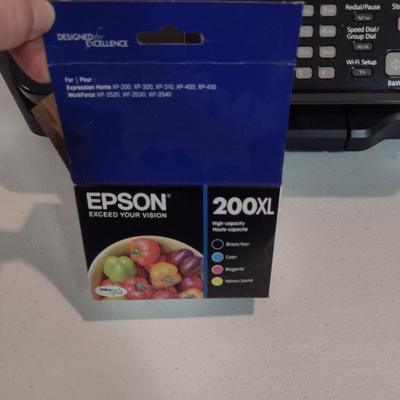 Redial/Pause
Speed Dial/
Group Dial
Wi-Fi Setup
B&W
DESIGNED for
EXCELLENCE
For / Pour :
Expression Home XP-200, XP-300, XP-310, XP-400, XP-410
WorkForce WF-2520, WF-2530, WF-2540
EPSON®
EXCEED YOUR VISION
200XL
High-capacity
Haute-capacité
Black/Noir
Cyan
Magenta
Yellow/Jaune